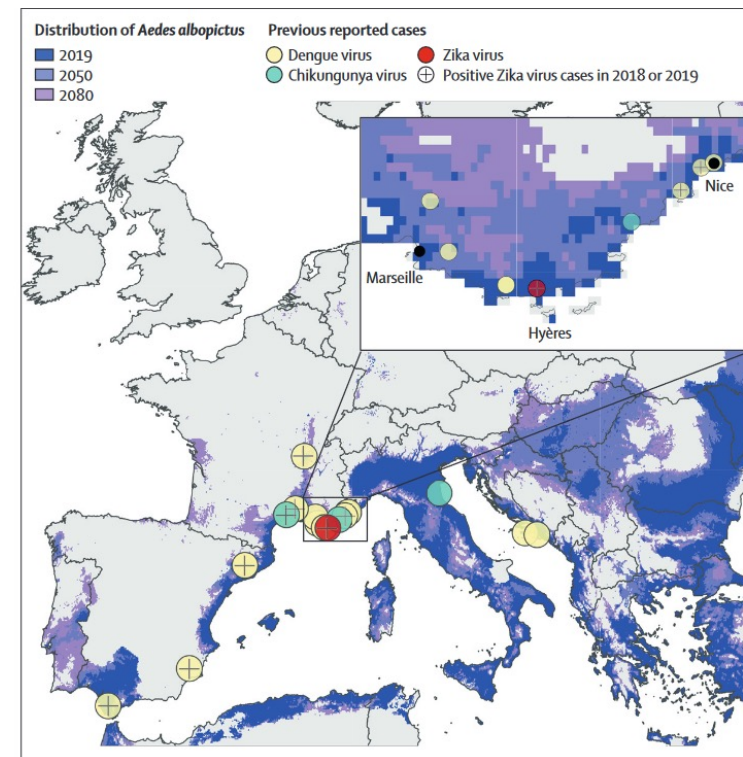 Distribution of Aedes albopictus
2019
2050
2080
Previous reported cases
Dengue virus
Zika virus
Chikungunya virus
Positive Zika virus cases in 2018 or 2019
Nice
Marseille
Hyères